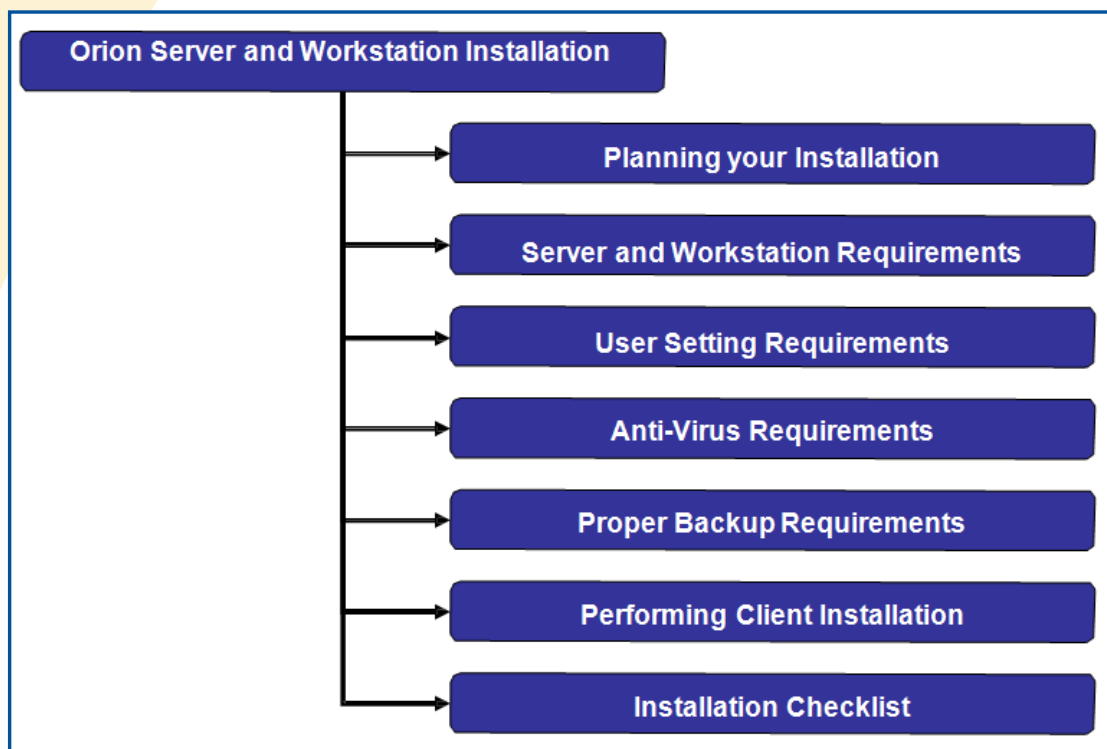 Orion Server and Workstation Installation
Planning your Installation
Server and Workstation Requirements
User Setting Requirements
Anti-Virus Requirements
Proper Backup Requirements
Performing Client Installation
Installation Checklist